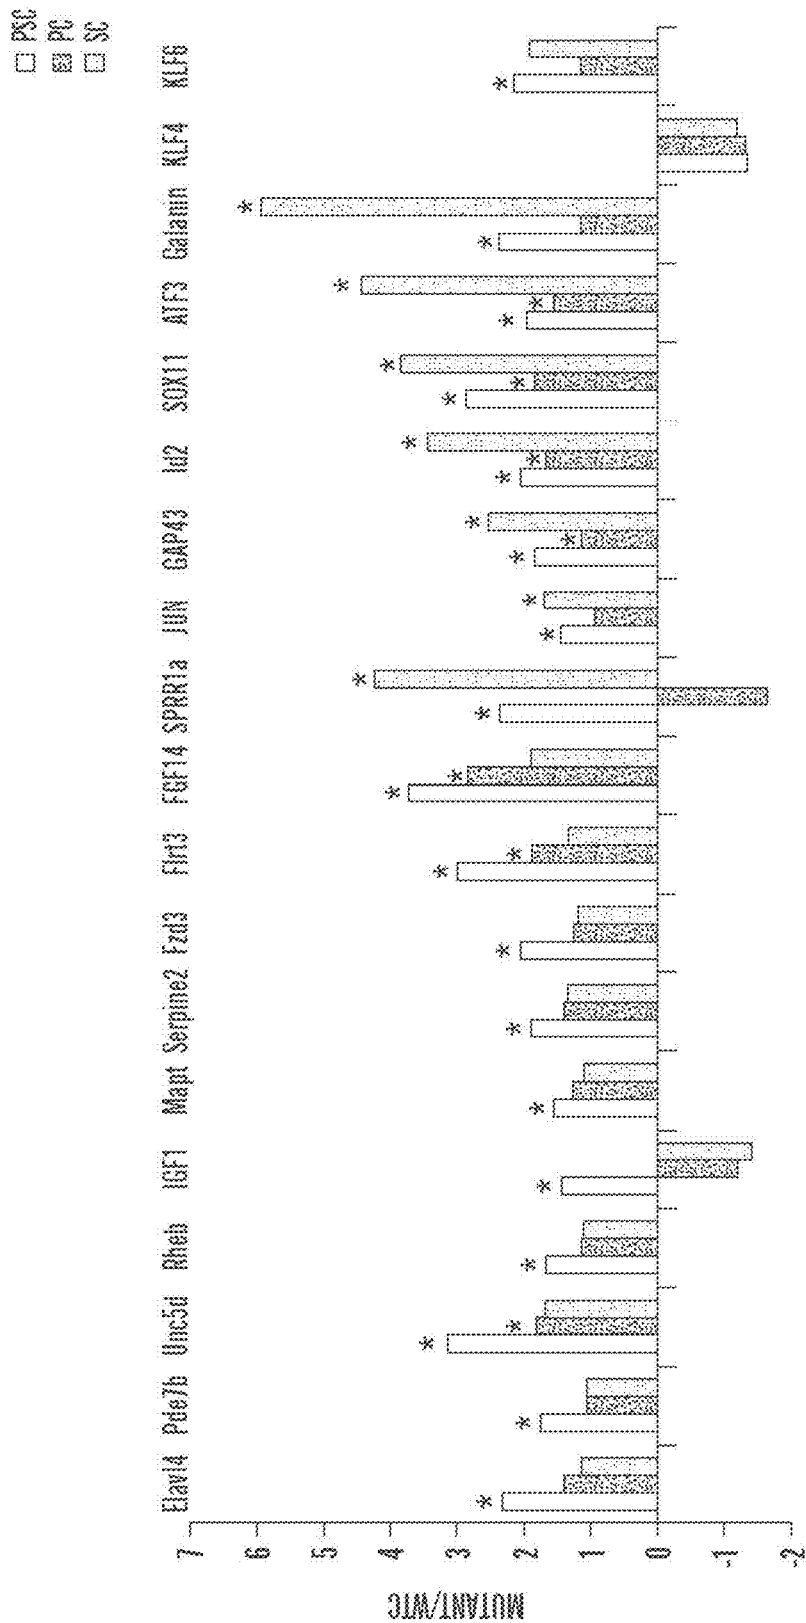 PSC
PC
SC
Elavl4 Pde7b Unc5d Rheb IGF1 Mapt Serpine2 Fzd3 Flrt3 FGF14 SPRR1a JUN GAP43 Id2 SOX11 ATF3 Galanin KLF4 KLF6
* * * * * * * * * * * * * * * * * * * * * * * * * * * * * * *
7
6
5
4
3
2
1
0
-1
-2
MUTANT/WTC